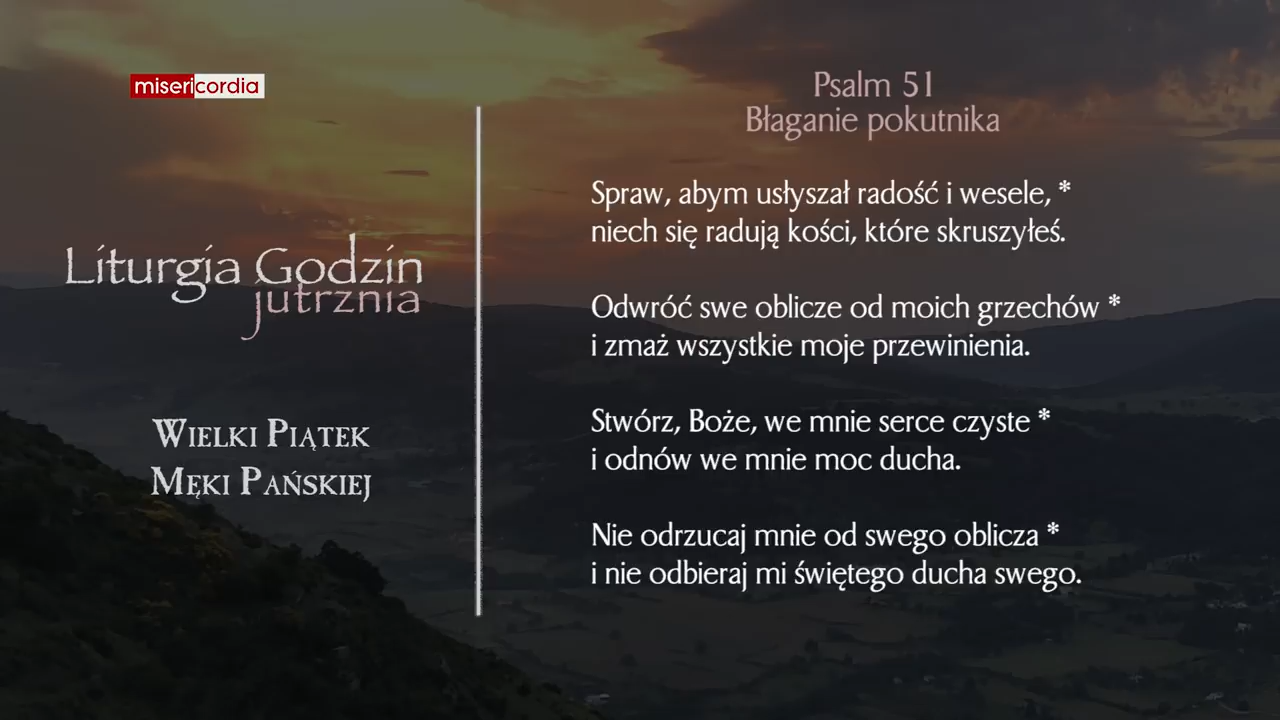 misericordia
Liturgia Godzin
jutrznia
Wielki Piątek
Męki Pańskiej
Psalm 51
Błaganie pokutnika
Spraw, abym usłyszał radość i wesele, *
niech się radują kości, które skruszyłeś.
Odwróć swe oblicze od moich grzechów *
i zmaż wszystkie moje przewinienia.
Stwórz, Boże, we mnie serce czyste *
i odnów we mnie moc ducha.
Nie odrzucaj mnie od swego oblicza *
i nie odbieraj mi świętego ducha swego.